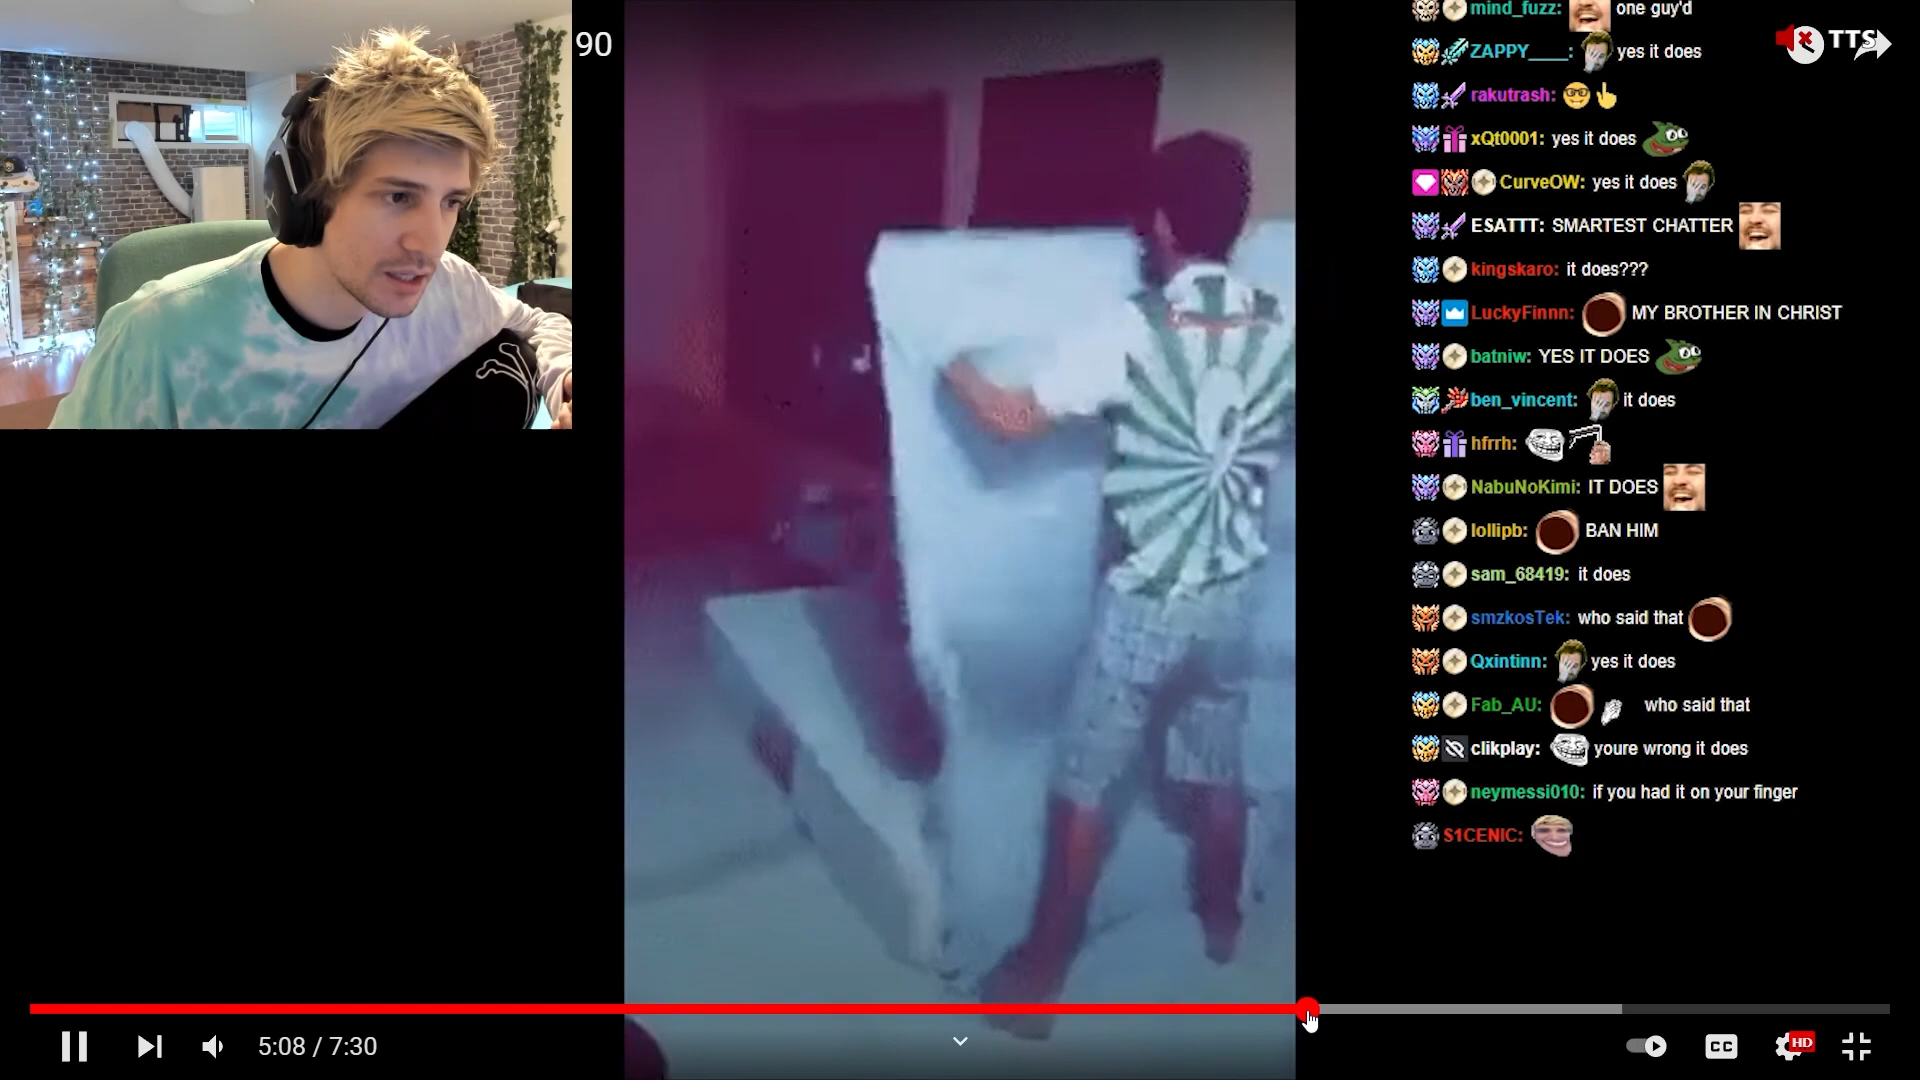 90
mind_fuzz: one guy'd
TTS
ZAPPY____: yes it does
rakutrash:
xQt0001: yes it does
CurveOW: yes it does
ESATTT: SMARTEST CHATTER
kingskaro: it does???
LuckyFinnn: MY BROTHER IN CHRIST
batniw: YES IT DOES
ben_vincent: it does
hfrrh:
NabuNoKimi: IT DOES
lollipb: BAN HIM
sam_68419: it does
smzkosTek: who said that
Qxintinn: yes it does
Fab_AU: who said that
clikplay: youre wrong it does
neymessi010: if you had it on your finger
S1CENIC:
5:08 / 7:30
CC
HD